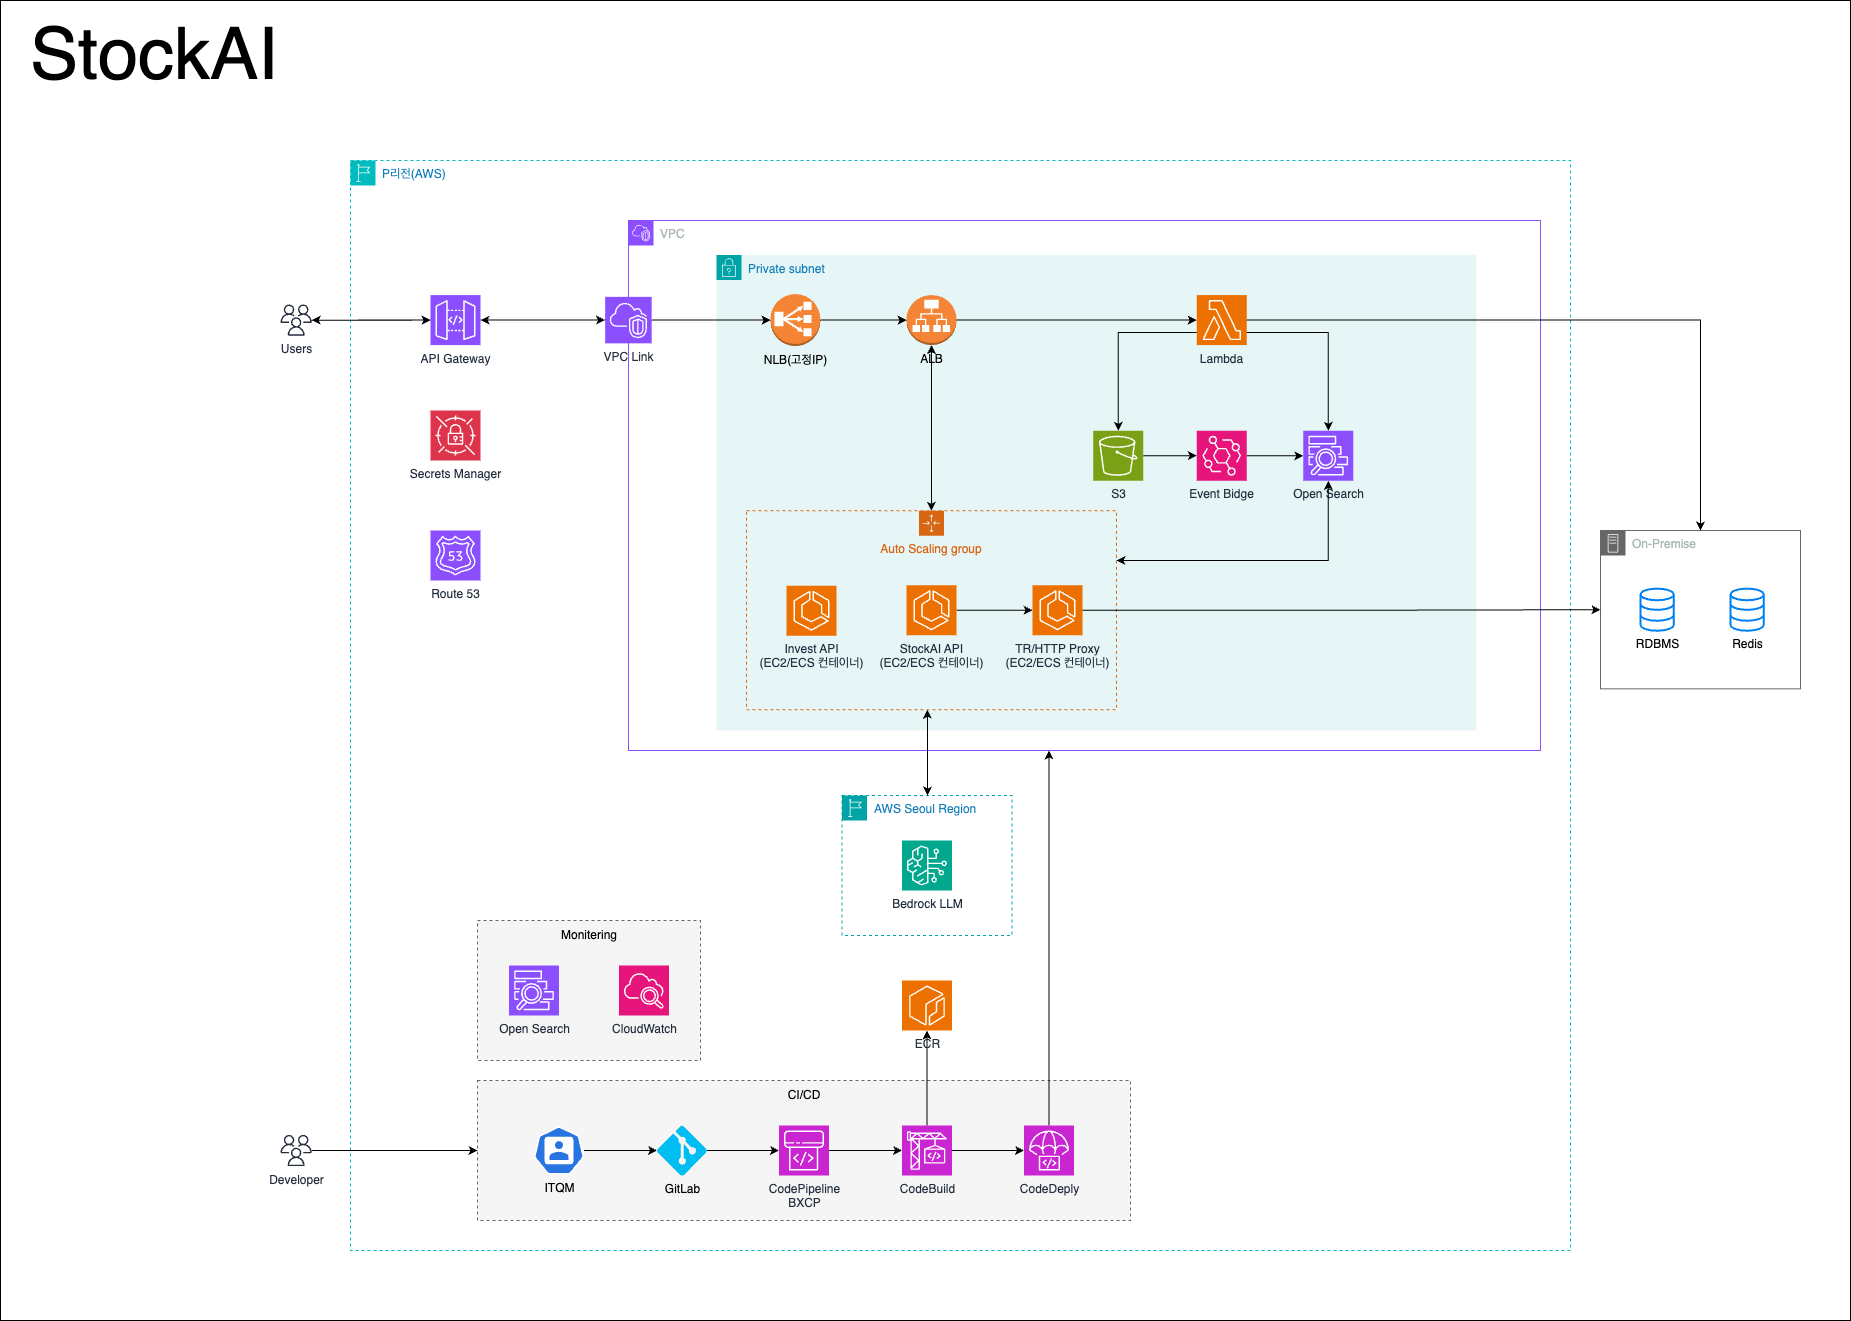 StockAI
P리전(AWS)
VPC
Private subnet
Users
API Gateway
VPC Link
NLB(고정IP)
ALB
Lambda
Secrets Manager
S3
Event Bidge
Open Search
Route 53
53
Auto Scaling group
On-Premise
Invest API
(EC2/ECS 컨테이너)
StockAI API
(EC2/ECS 컨테이너)
TR/HTTP Proxy
(EC2/ECS 컨테이너)
RDBMS
Redis
AWS Seoul Region
Bedrock LLM
Monitering
Open Search
CloudWatch
ECR
CI/CD
Developer
ITQM
GitLab
CodePipeline
BXCP
CodeBuild
CodeDeply